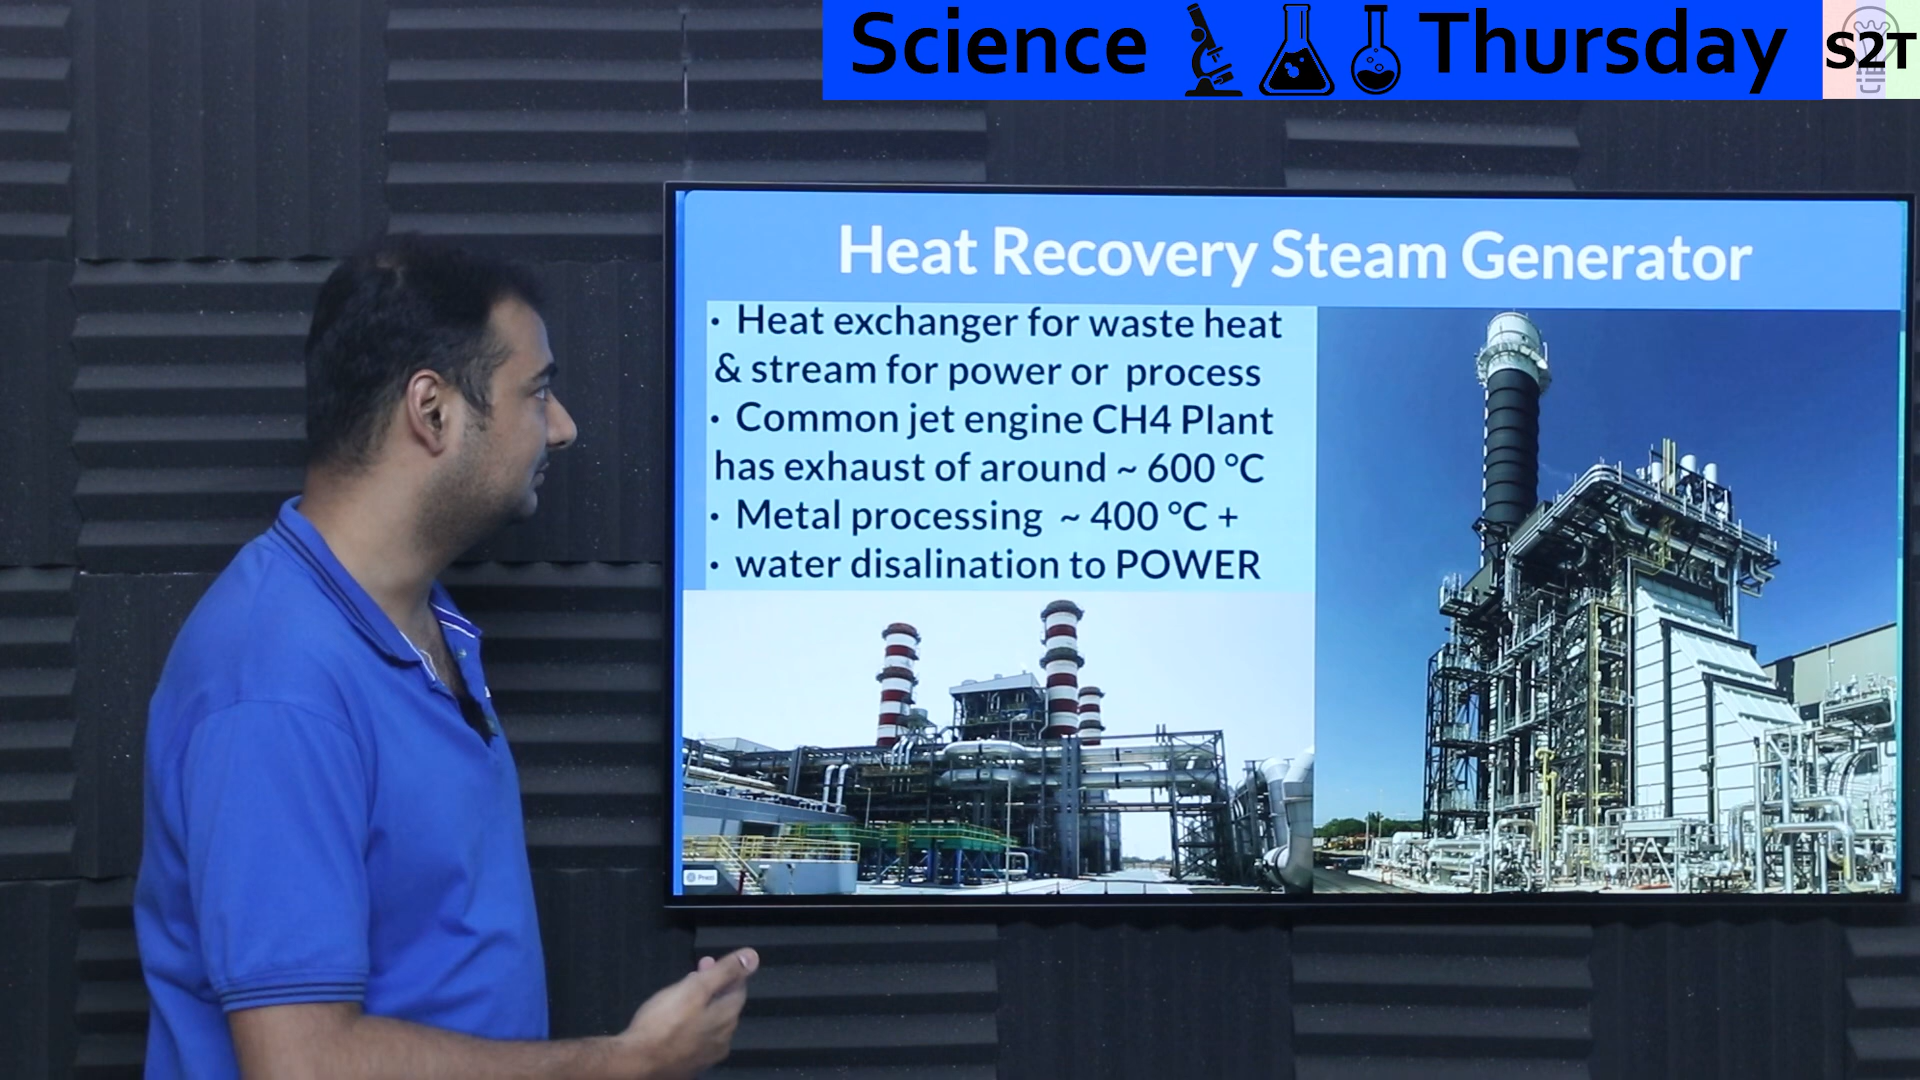 Science Thursday
S2T
Heat Recovery Steam Generator
· Heat exchanger for waste heat
& stream for power or process
· Common jet engine CH4 Plant
has exhaust of around ~ 600 °C
· Metal processing ~ 400 °C +
· water disalination to POWER
Prezi